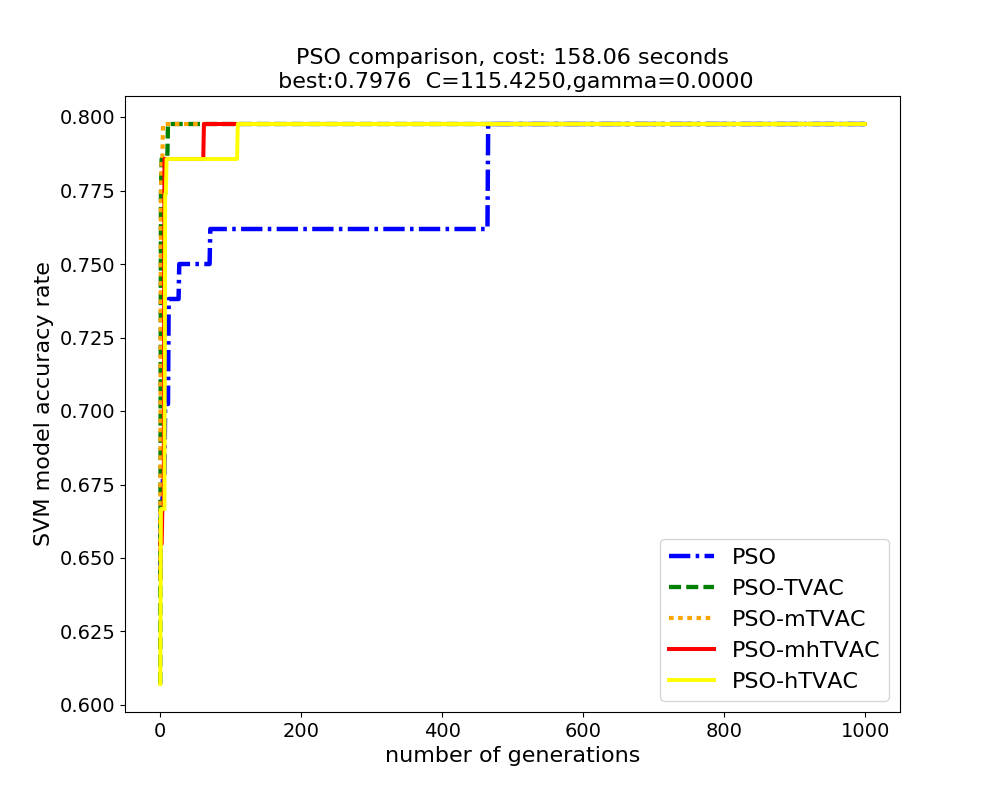 PSO comparison, cost: 158.06 seconds
best:0.7976  C=115.4250,gamma=0.0000
SVM model accuracy rate
0.800
0.775
0.750
0.725
0.700
0.675
0.650
0.625
0.600
PSO
PSO-TVAC
PSO-mTVAC
PSO-mhTVAC
PSO-hTVAC
0 200 400 600 800 1000
number of generations